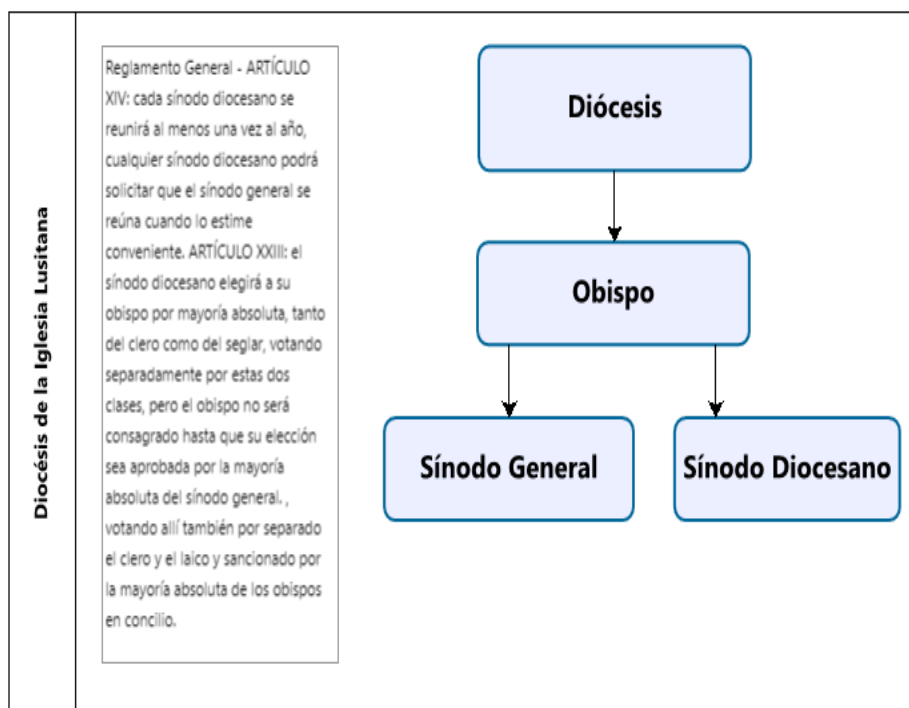 Diocésis de la Iglesia Lusitana
Reglamento General - ARTÍCULO
XIV: cada sínodo diocesano se
reunirá al menos una vez al año,
cualquier sínodo diocesano podrá
solicitar que el sínodo general se
reúna cuando lo estime
conveniente. ARTÍCULO XXIII: el
sínodo diocesano elegirá a su
obispo por mayoría absoluta, tanto
del clero como del seglar, votando
separadamente por estas dos
clases, pero el obispo no será
consagrado hasta que su elección
sea aprobada por la mayoría
absoluta del sínodo general. ,
votando allí también por separado
el clero y el laico y sancionado por
la mayoría absoluta de los obispos
en concilio.
Diócesis
Obispo
Sínodo General
Sínodo Diocesano